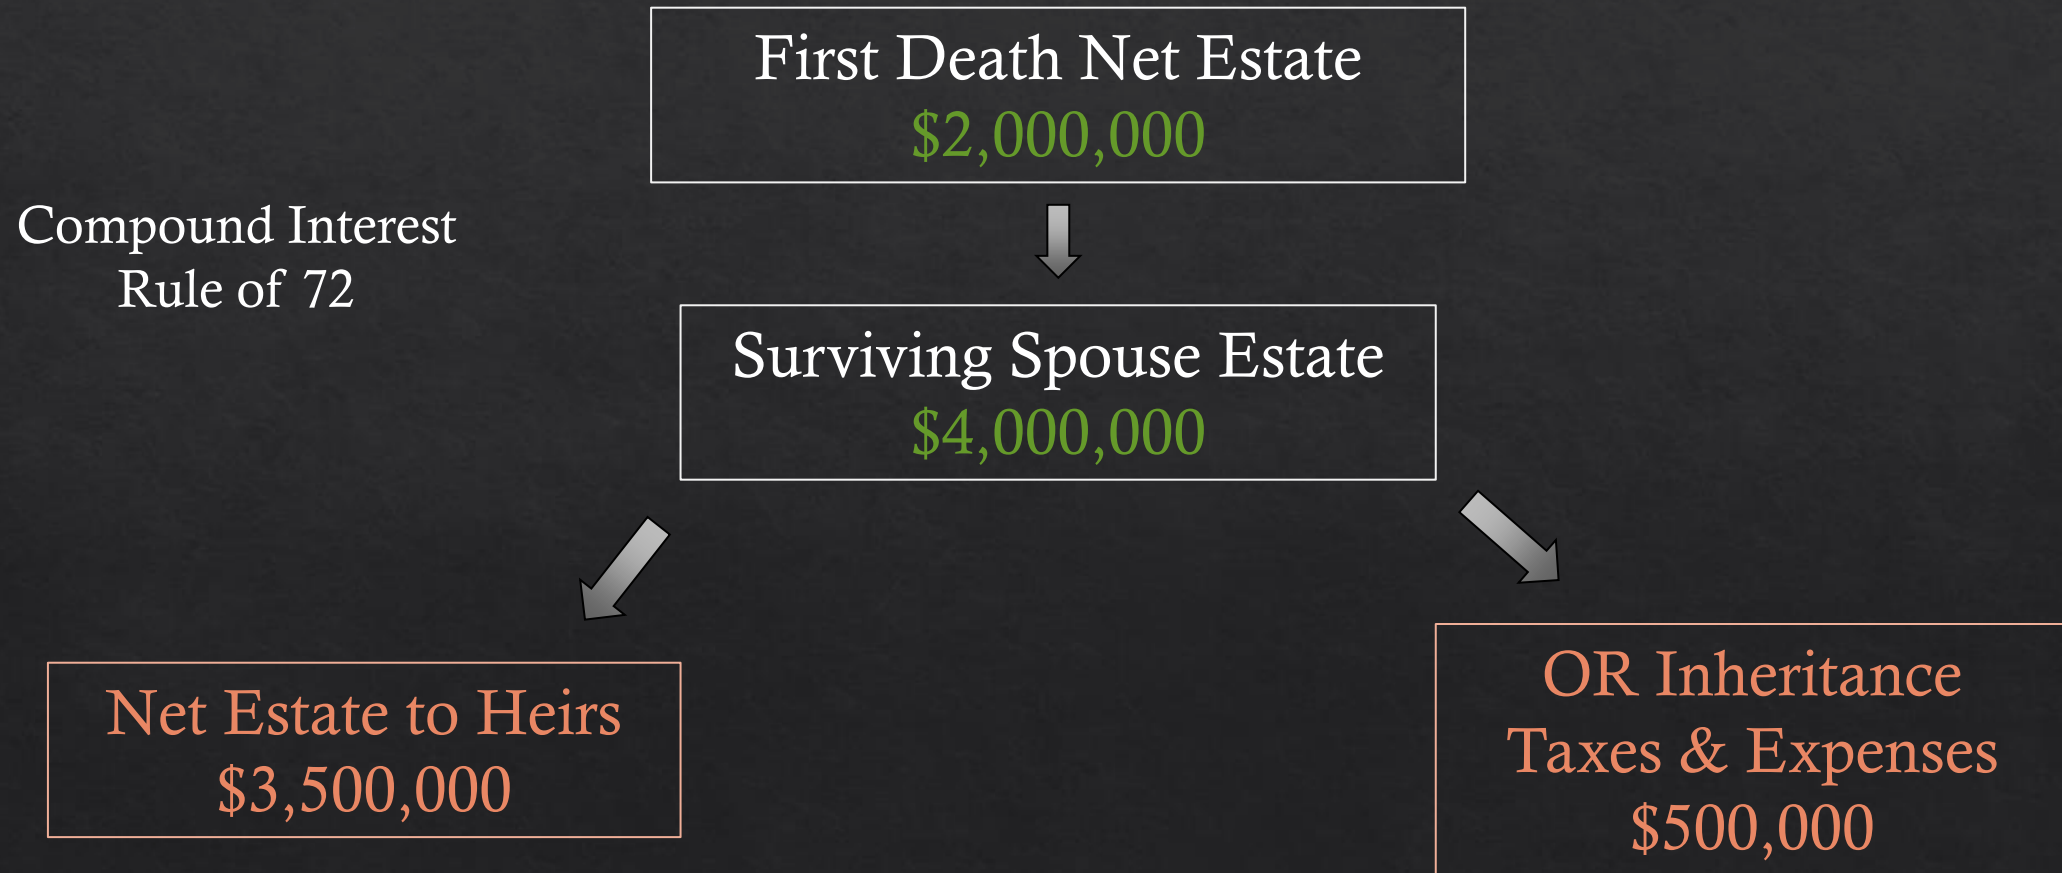 First Death Net Estate
$2,000,000
Compound Interest
Rule of 72
Surviving Spouse Estate
$4,000,000
Net Estate to Heirs
$3,500,000
OR Inheritance
Taxes & Expenses
$500,000